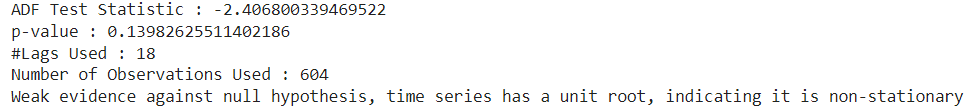 ADF Test Statistic : -2.406800339469522
p-value : 0.13982625511402186
#Lags Used : 18
Number of Observations Used : 604
Weak evidence against null hypothesis, time series has a unit root, indicating it is non-stationary